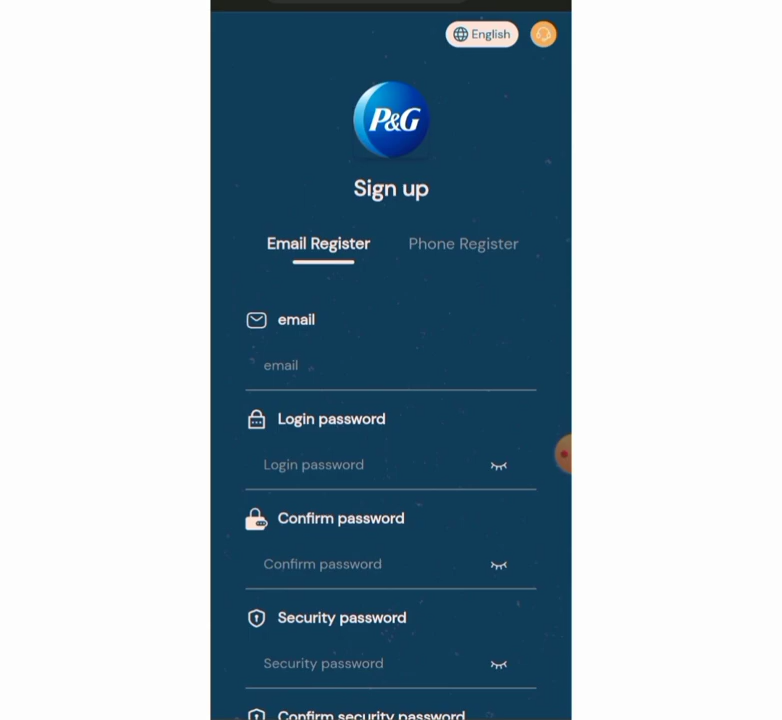 English
P&G
Sign up
Email Register
Phone Register
email
email
Login password
Login password
Confirm password
Confirm password
Security password
Security password
Confirm security password